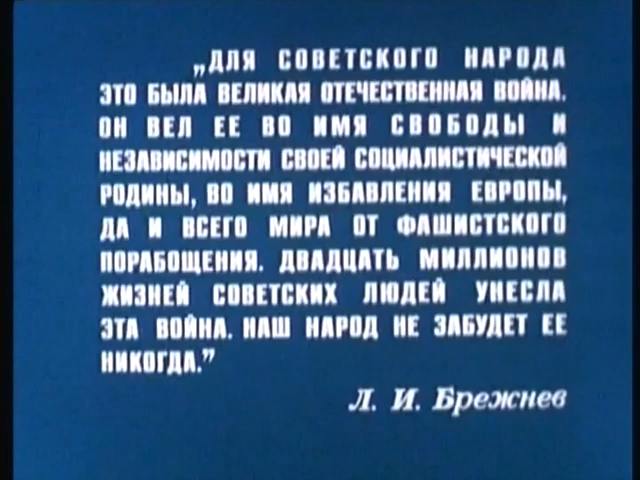 „ДЛЯ СОВЕТСКОГО НАРОДА
ЭТО БЫЛА ВЕЛИКАЯ ОТЕЧЕСТВЕННАЯ ВОЙНА.
ОН ВЕЛ ЕЕ ВО ИМЯ СВОБОДЫ И
НЕЗАВИСИМОСТИ СВОЕЙ СОЦИАЛИСТИЧЕСКОЙ
РОДИНЫ, ВО ИМЯ ИЗБАВЛЕНИЯ ЕВРОПЫ,
ДА И ВСЕГО МИРА ОТ ФАШИСТСКОГО
ПОРАБОЩЕНИЯ. ДВАДЦАТЬ МИЛЛИОНОВ
ЖИЗНЕЙ СОВЕТСКИХ ЛЮДЕЙ УНЕСЛА
ЭТА ВОЙНА. НАШ НАРОД НЕ ЗАБУДЕТ ЕЕ
НИКОГДА.”
Л. И. Брежнев